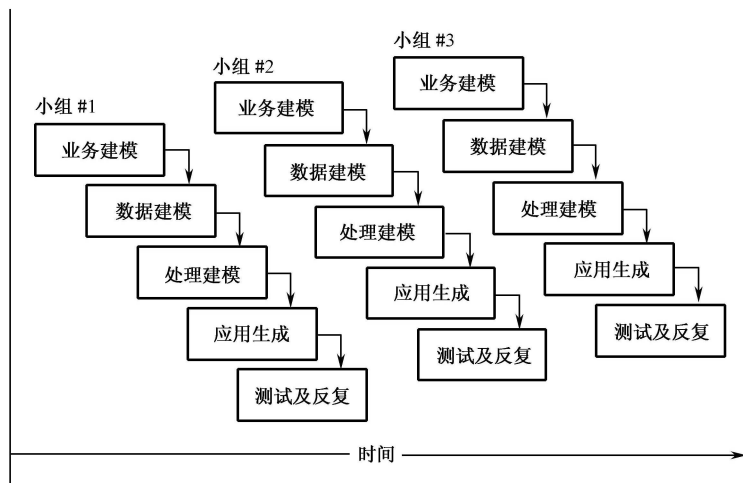 小组 #1
业务建模
数据建模
处理建模
应用生成
测试及反复
小组 #2
业务建模
数据建模
处理建模
应用生成
测试及反复
小组 #3
业务建模
数据建模
处理建模
应用生成
测试及反复
时间